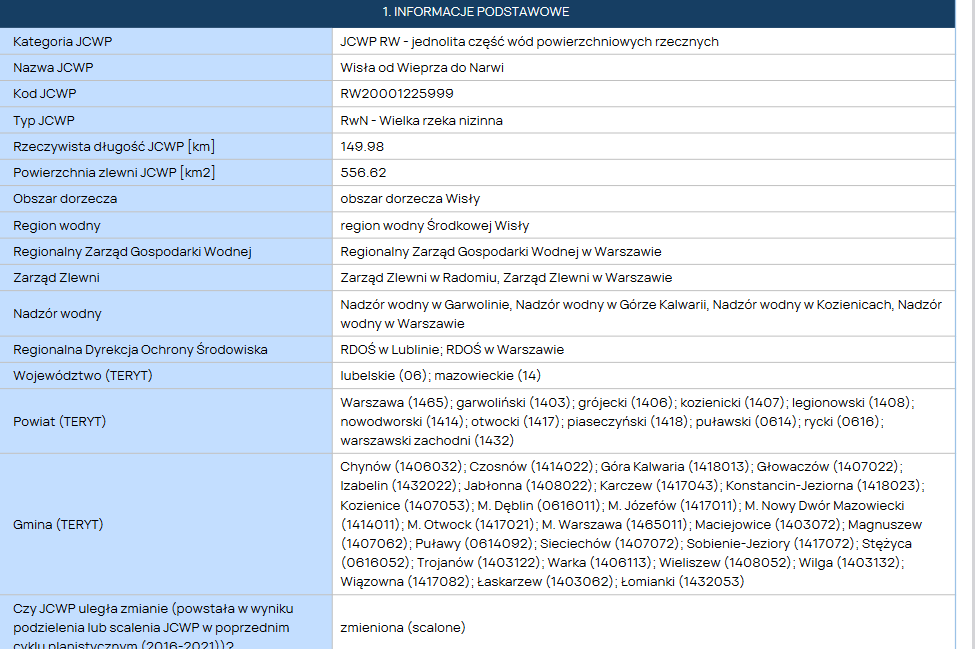 1. INFORMACJE PODSTAWOWE
Kategoria JCWP
JCWP RW - jednolita część wód powierzchniowych rzecznych
Nazwa JCWP
Wisła od Wieprza do Narwi
Kod JCWP
RW20001225999
Typ JCWP
RwN - Wielka rzeka nizinna
Rzeczywista długość JCWP [km]
149.98
Powierzchnia zlewni JCWP [km2]
556.62
Obszar dorzecza
obszar dorzecza Wisły
Region wodny
region wodny Środkowej Wisły
Regionalny Zarząd Gospodarki Wodnej
Regionalny Zarząd Gospodarki Wodnej w Warszawie
Zarząd Zlewni
Zarząd Zlewni w Radomiu, Zarząd Zlewni w Warszawie
Nadzór wodny
Nadzór wodny w Garwolinie, Nadzór wodny w Górze Kalwarii, Nadzór wodny w Kozienicach, Nadzór
wodny w Warszawie
Regionalna Dyrekcja Ochrony Środowiska
RDOŚ w Lublinie; RDOŚ w Warszawie
Województwo (TERYT)
lubelskie (06); mazowieckie (14)
Powiat (TERYT)
Warszawa (1465); garwoliński (1403); grójecki (1406); kozienicki (1407); legionowski (1408);
nowodworski (1414); otwocki (1417); piaseczyński (1418); puławski (0614); rycki (0616);
warszawski zachodni (1432)
Gmina (TERYT)
Chynów (1406032); Czosnów (1414022); Góra Kalwaria (1418013); Głowaczów (1407022);
Izabelin (1432022); Jabłonna (1408022); Karczew (1417043); Konstancin-Jeziorna (1418023);
Kozienice (1407053); M. Dęblin (0616011); M. Józefów (1417011); M. Nowy Dwór Mazowiecki
(1414011); M. Otwock (1417021); M. Warszawa (1465011); Maciejowice (1403072); Magnuszew
(1407062); Puławy (0614092); Sieciechów (1407072); Sobienie-Jeziory (1417072); Stężyca
(0616052); Trojanów (1403122); Warka (1406113); Wieliszew (1408052); Wilga (1403132);
Wiązowna (1417082); Łaskarzew (1403062); Łomianki (1432053)
Czy JCWP uległa zmianie (powstała w wyniku
podzielenia lub scalenia JCWP w poprzednim
cyklu planistycznym (2016-2021))?
zmieniona (scalone)